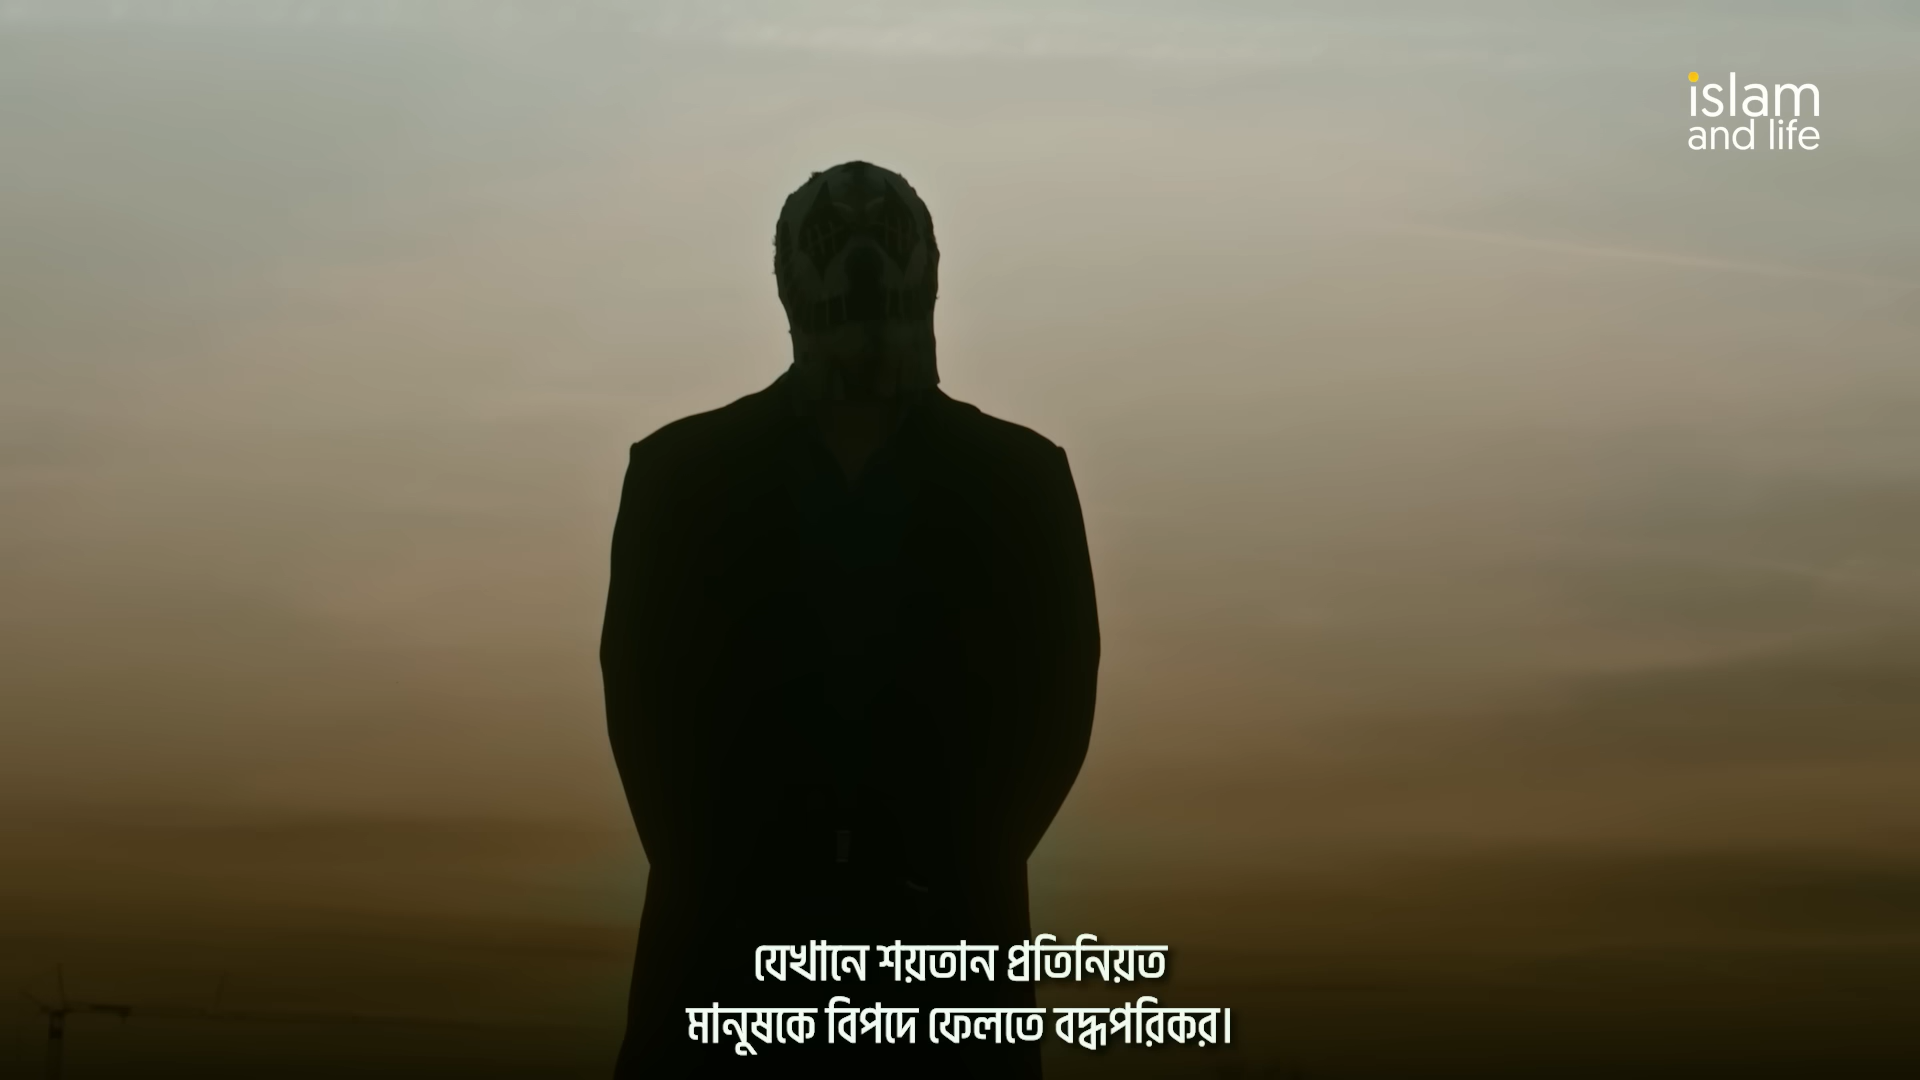 islam
and life
যেখানে শয়তান প্রতিনিয়ত
মানুষকে বিপদে ফেলতে বদ্ধপরিকর।